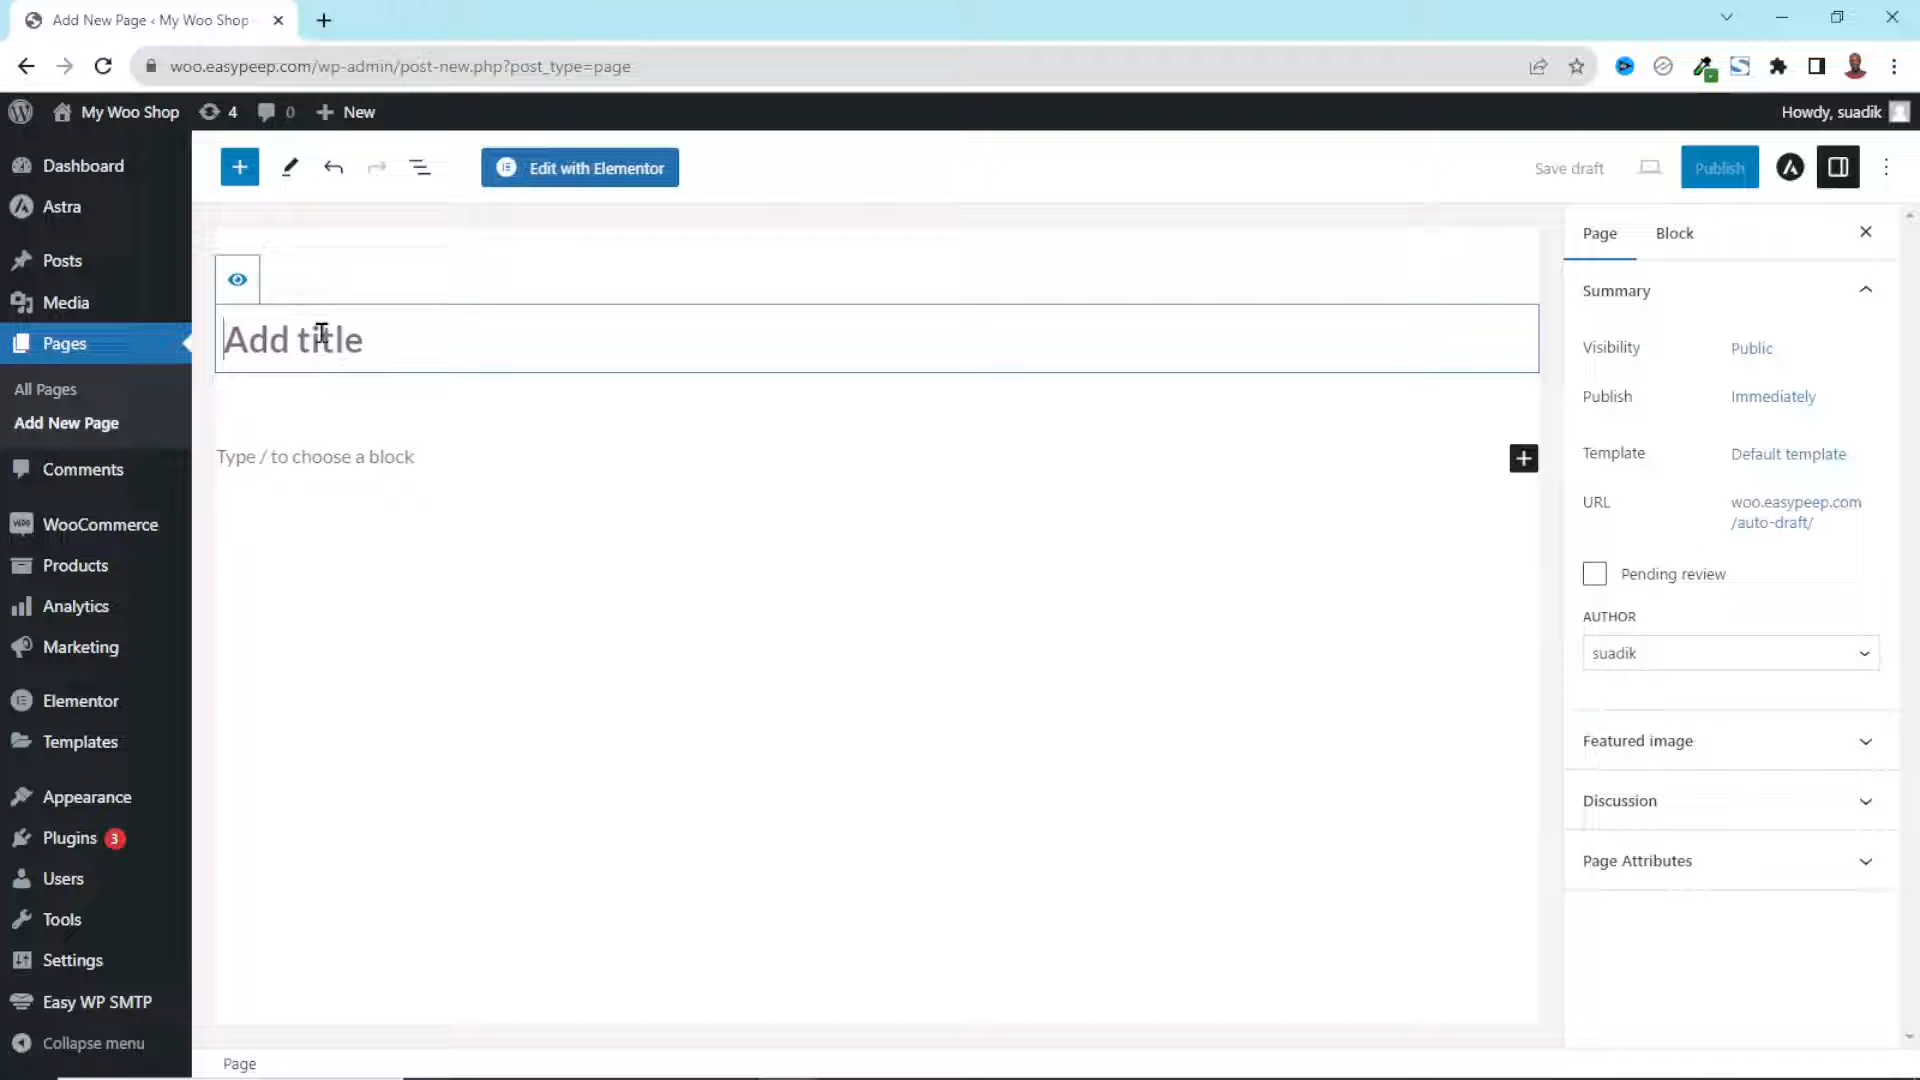 Add New Page ‹ My Woo Shop
woo.easypeep.com/wp-admin/post-new.php?post_type=page
My Woo Shop
4
0
New
Howdy, suadik
Dashboard
Astra
Posts
Media
Pages
All Pages
Add New Page
Comments
WooCommerce
Products
Analytics
Marketing
Elementor
Templates
Appearance
Plugins 3
Users
Tools
Settings
Easy WP SMTP
Collapse menu
Edit with Elementor
Save draft
Publish
Add title
Type / to choose a block
Page
Block
Summary
Visibility
Public
Publish
Immediately
Template
Default template
URL
woo.easypeep.com
/auto-draft/
Pending review
AUTHOR
suadik
Featured image
Discussion
Page Attributes
Page